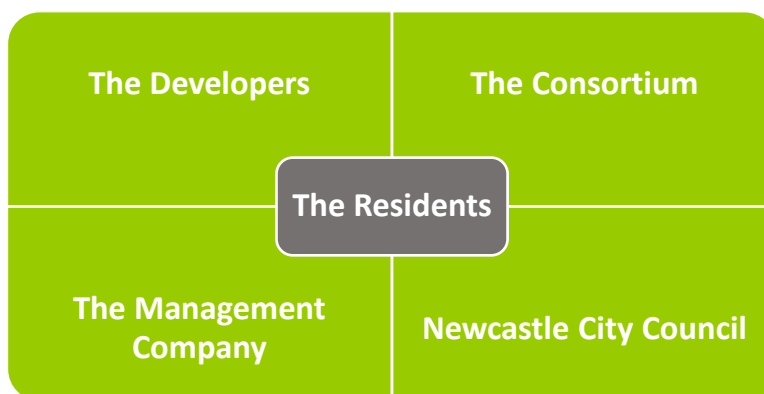 The Developers
The Consortium
The Residents
The Management
Company
Newcastle City Council